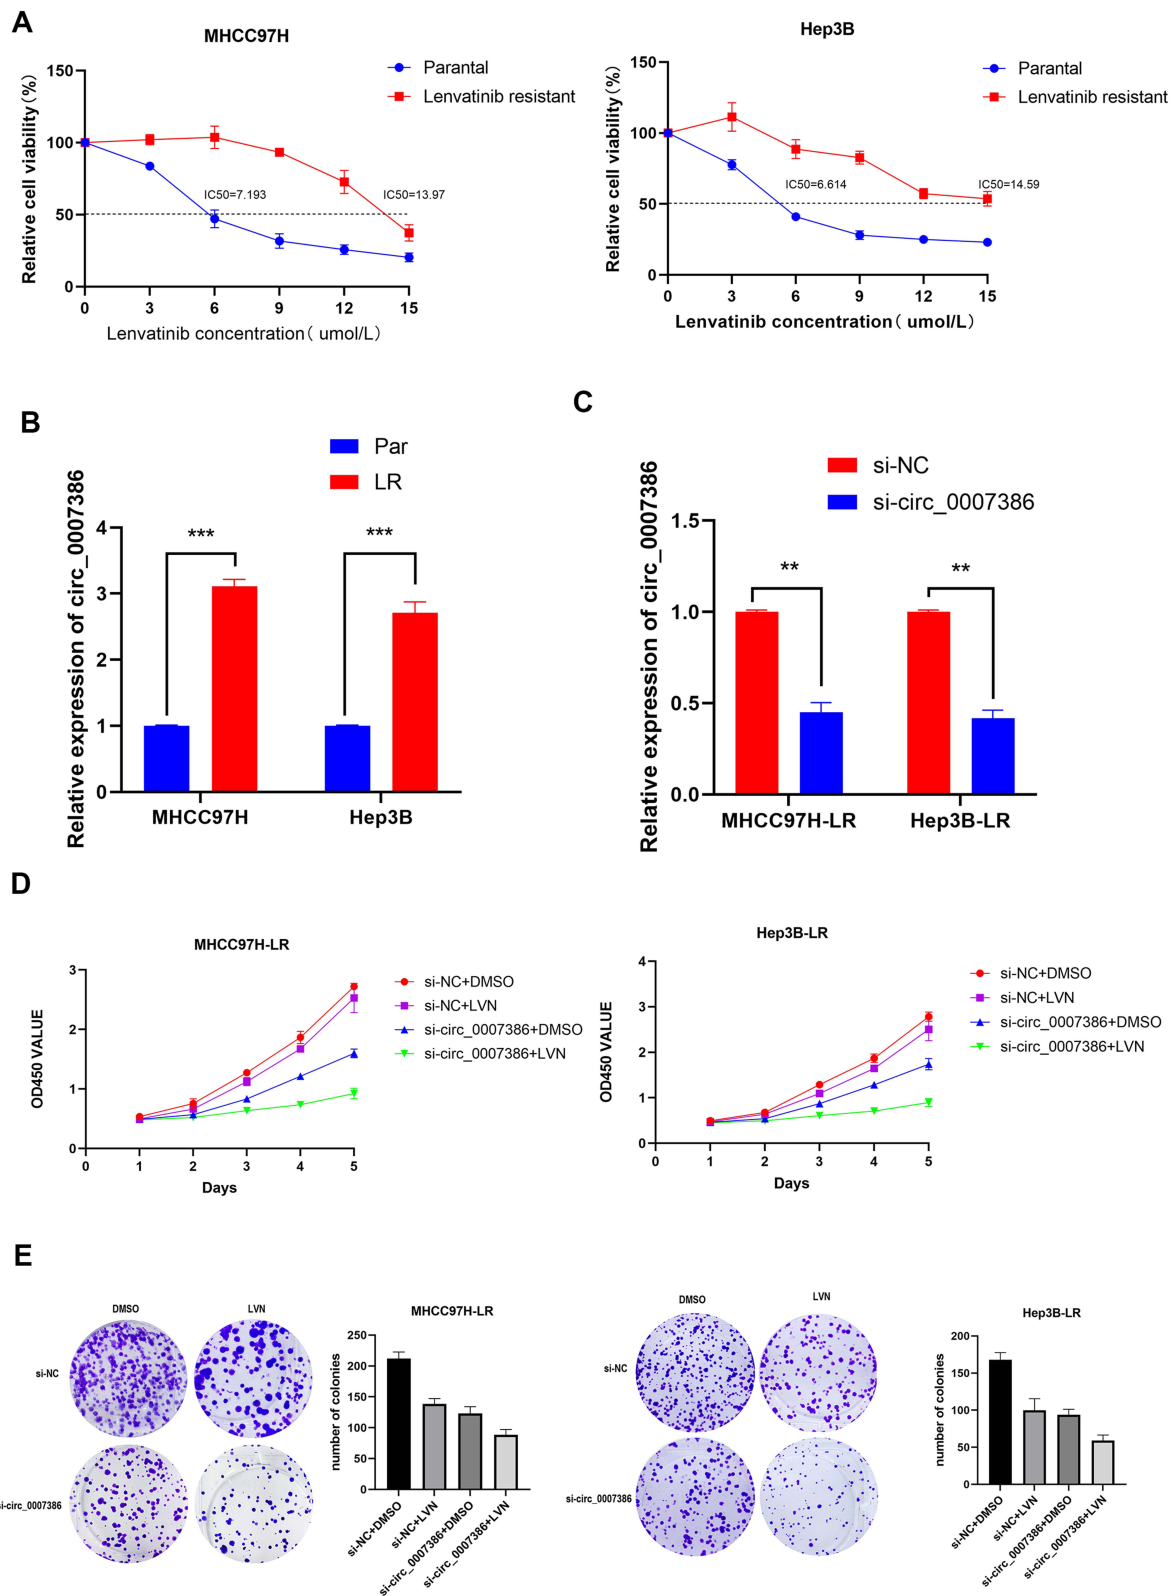 A
MHCC97H
Relative cell viability(%)
150
100
50
0
0 3 6 9 12 15
Lenvatinib concentration( umol/L)
IC50=7.193
IC50=13.97
Parantal
Lenvatinib resistant
Hep3B
Relative cell viability(%)
150
100
50
0
0 3 6 9 12 15
Lenvatinib concentration( umol/L)
IC50=6.614
IC50=14.59
Parantal
Lenvatinib resistant
B
Par
LR
Relative expression of circ_0007386
4
3
2
1
0
***
***
MHCC97H
Hep3B
C
si-NC
si-circ_0007386
Relative expression of circ_0007386
1.5
1.0
0.5
0.0
**
**
MHCC97H-LR
Hep3B-LR
D
MHCC97H-LR
OD450 VALUE
3
2
1
0
0 1 2 3 4 5
Days
si-NC+DMSO
si-NC+LVN
si-circ_0007386+DMSO
si-circ_0007386+LVN
Hep3B-LR
OD450 VALUE
4
3
2
1
0
0 1 2 3 4 5
Days
si-NC+DMSO
si-NC+LVN
si-circ_0007386+DMSO
si-circ_0007386+LVN
E
DMSO
LVN
si-NC
si-circ_0007386
MHCC97H-LR
number of colonies
250
200
150
100
50
0
si-NC+DMSO
si-NC+LVN
si-circ_0007386+DMSO
si-circ_0007386+LVN
DMSO
LVN
si-NC
si-circ_0007386
Hep3B-LR
number of colonies
200
150
100
50
0
si-NC+DMSO
si-NC+LVN
si-circ_0007386+DMSO
si-circ_0007386+LVN